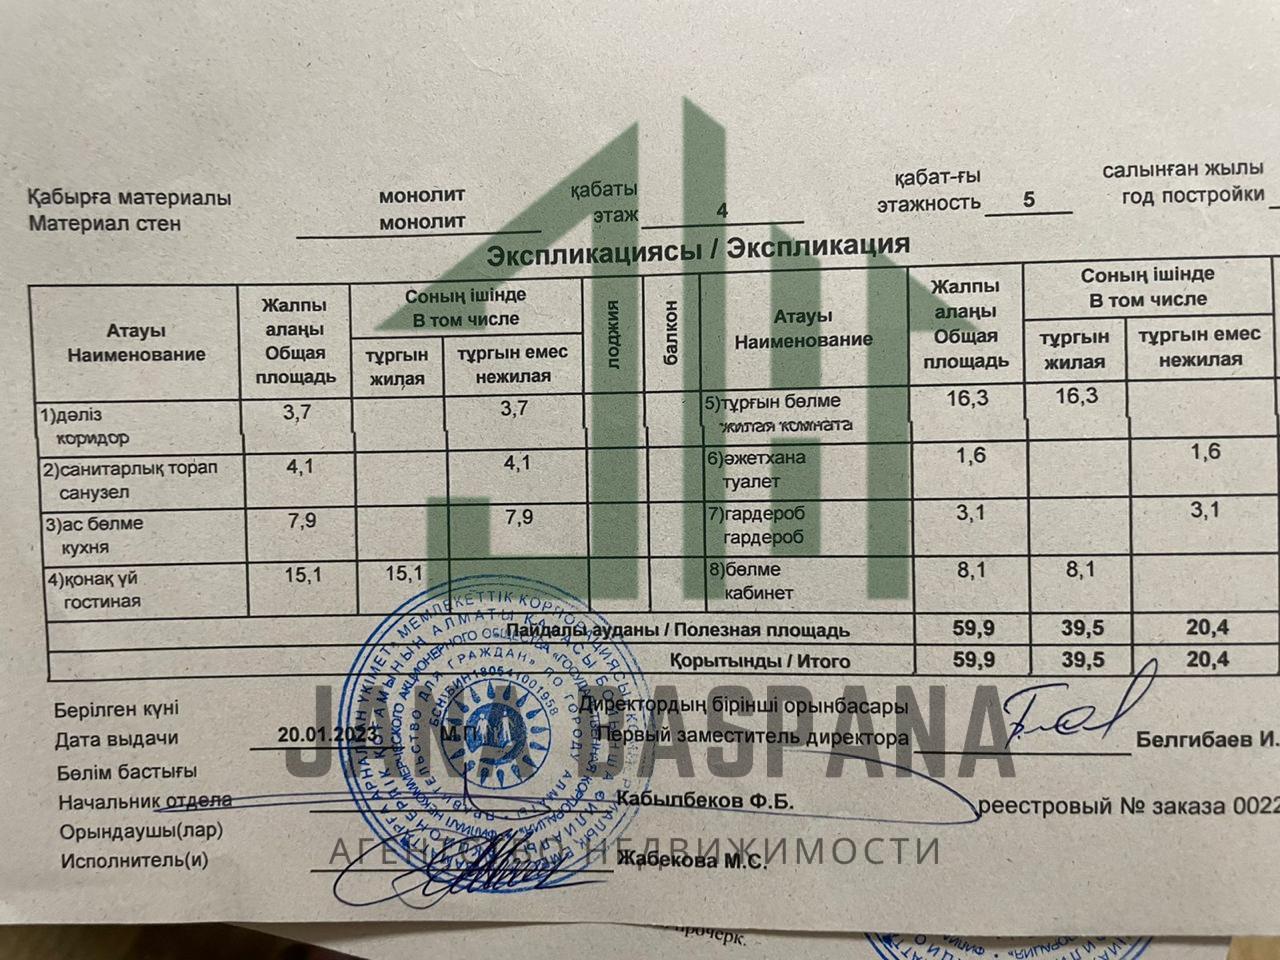 Қабырға материалы монолит қабаты қабат-ғы салынған жылы
Материал стен монолит этаж 4 этажность 5 год постройки
Экспликациясы / Экспликация
Атауы
Наименование
Жалпы
алаңы
Общая
площадь
Соның ішінде
В том числе
тұрғын
жилая
тұрғын емес
нежилая
лоджия
балкон
Атауы
Наименование
Жалпы
алаңы
Общая
площадь
Соның ішінде
В том числе
тұрғын
жилая
тұрғын емес
нежилая
1)дәліз 3,7 3,7
коридор
5)тұрғын бөлме 16,3 16,3
жилая комната
2)санитарлық торап 4,1 4,1
санузел
6)әжетхана 1,6 1,6
туалет
3)ас бөлме 7,9 7,9
кухня
7)гардероб 3,1 3,1
гардероб
4)қонақ үй 15,1 15,1
гостиная
8)бөлме 8,1 8,1
кабинет
Пайдалы ауданы / Полезная площадь 59,9 39,5 20,4
Қорытынды / Итого 59,9 39,5 20,4
Берілген күні Директордың бірінші орынбасары
Дата выдачи 20.01.2023 М.П. Первый заместитель директора Белгибаев И.
Бөлім бастығы
Начальник отдела Кабылбеков Ф.Б. реестровый № заказа 0022
Орындаушы(лар)
Исполнитель(и) Жабекова М.С.
BASPANA
АГЕНТСТВО НЕДВИЖИМОСТИ
прочерк.